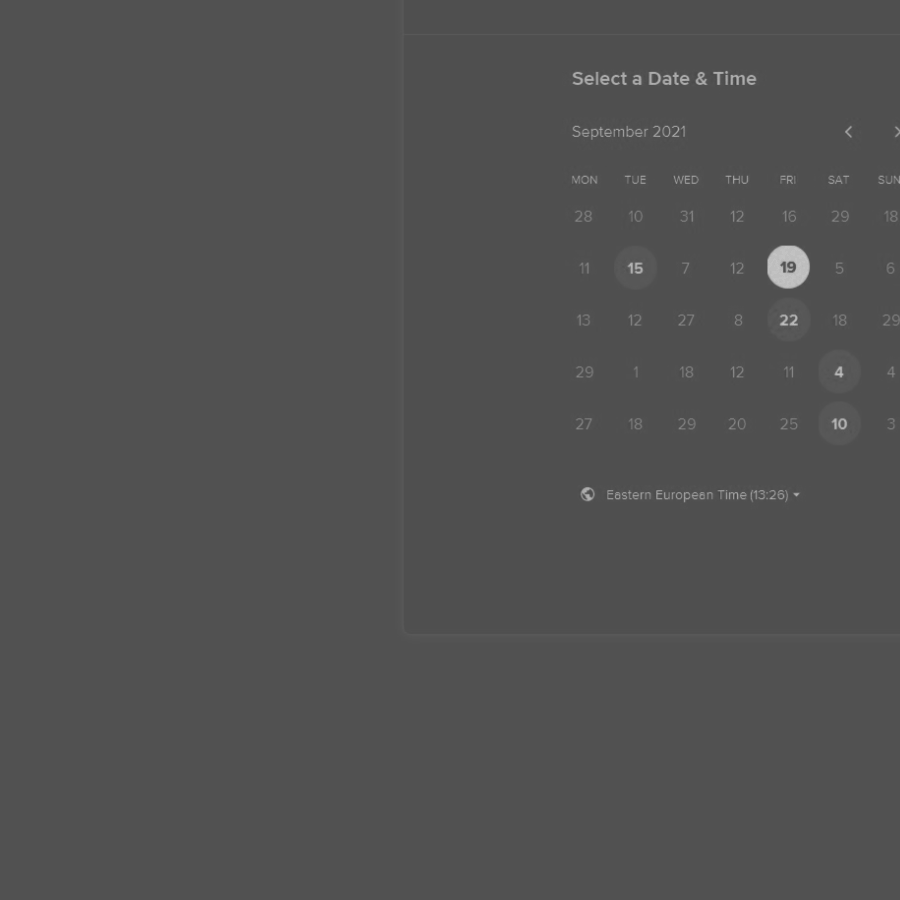 Select a Date & Time
September 2021
MON TUE WED THU FRI SAT SUN
28 10 31 12 16 29 18
11 15 7 12 19 5 6
13 12 27 8 22 18 29
29 1 18 12 11 4 4
27 18 29 20 25 10 3
Eastern European Time (13:26)